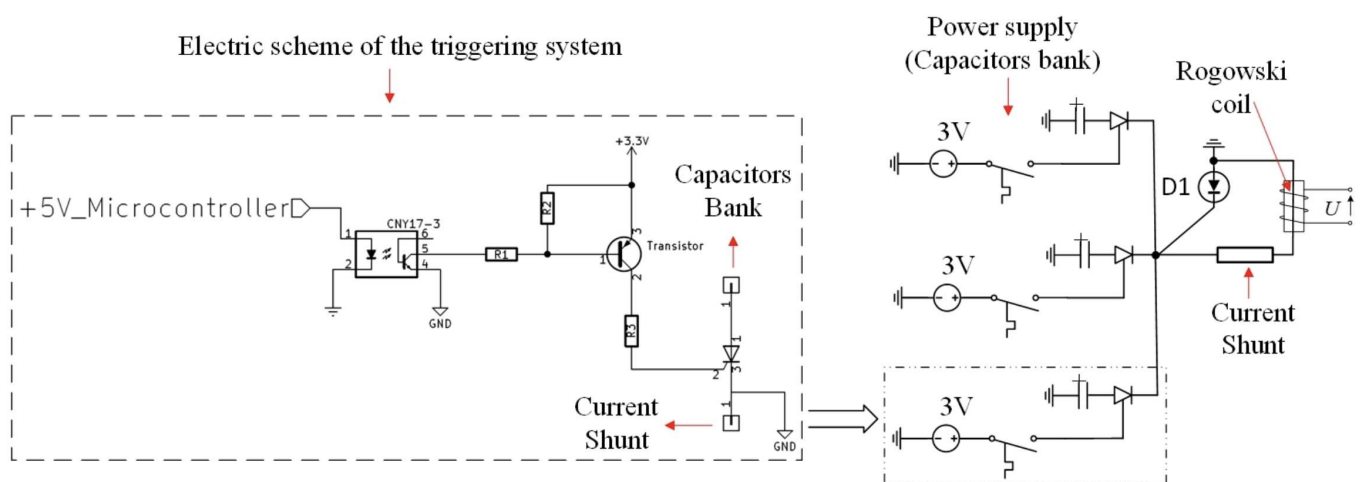 Electric scheme of the triggering system
+5V_Microcontroller
1
2
CNY17-3
6
5
4
GND
R1
R2
+3.3V
3
Transistor
1
2
R3
Capacitors
Bank
1
1
2
3
1
Current
Shunt
GND
Power supply
(Capacitors bank)
3V
- +
+
3V
- +
+
3V
- +
+
D1
Rogowski
coil
U
Current
Shunt